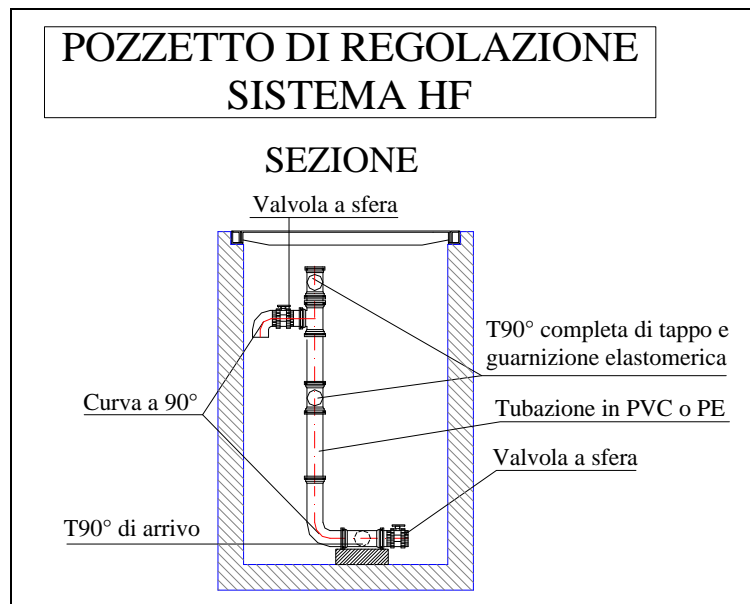 POZZETTO DI REGOLAZIONE
SISTEMA HF
SEZIONE
Valvola a sfera
T90° completa di tappo e
guarnizione elastomerica
Curva a 90°
Tubazione in PVC o PE
Valvola a sfera
T90° di arrivo